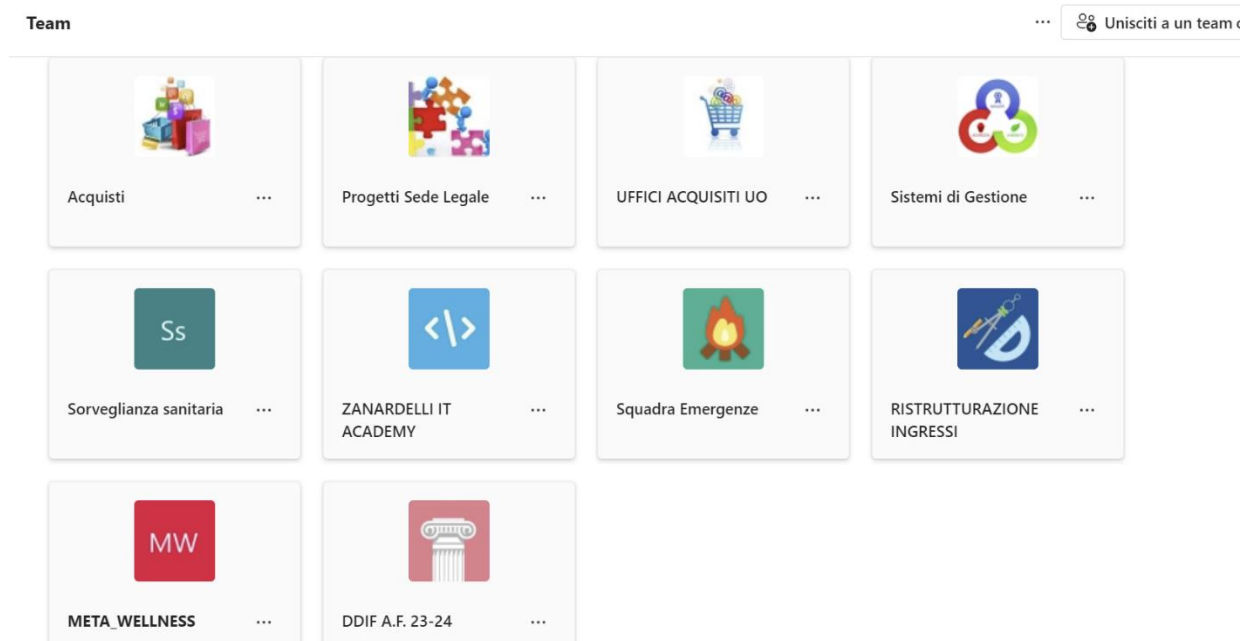 Team
Unisciti a un team
Acquisti
Progetti Sede Legale
UFFICI ACQUISITI UO
Sistemi di Gestione
Ss
</>
Sorveglianza sanitaria
ZANARDELLI IT
ACADEMY
Squadra Emergenze
RISTRUTTURAZIONE
INGRESSI
MW
META_WELLNESS
DDIF A.F. 23-24